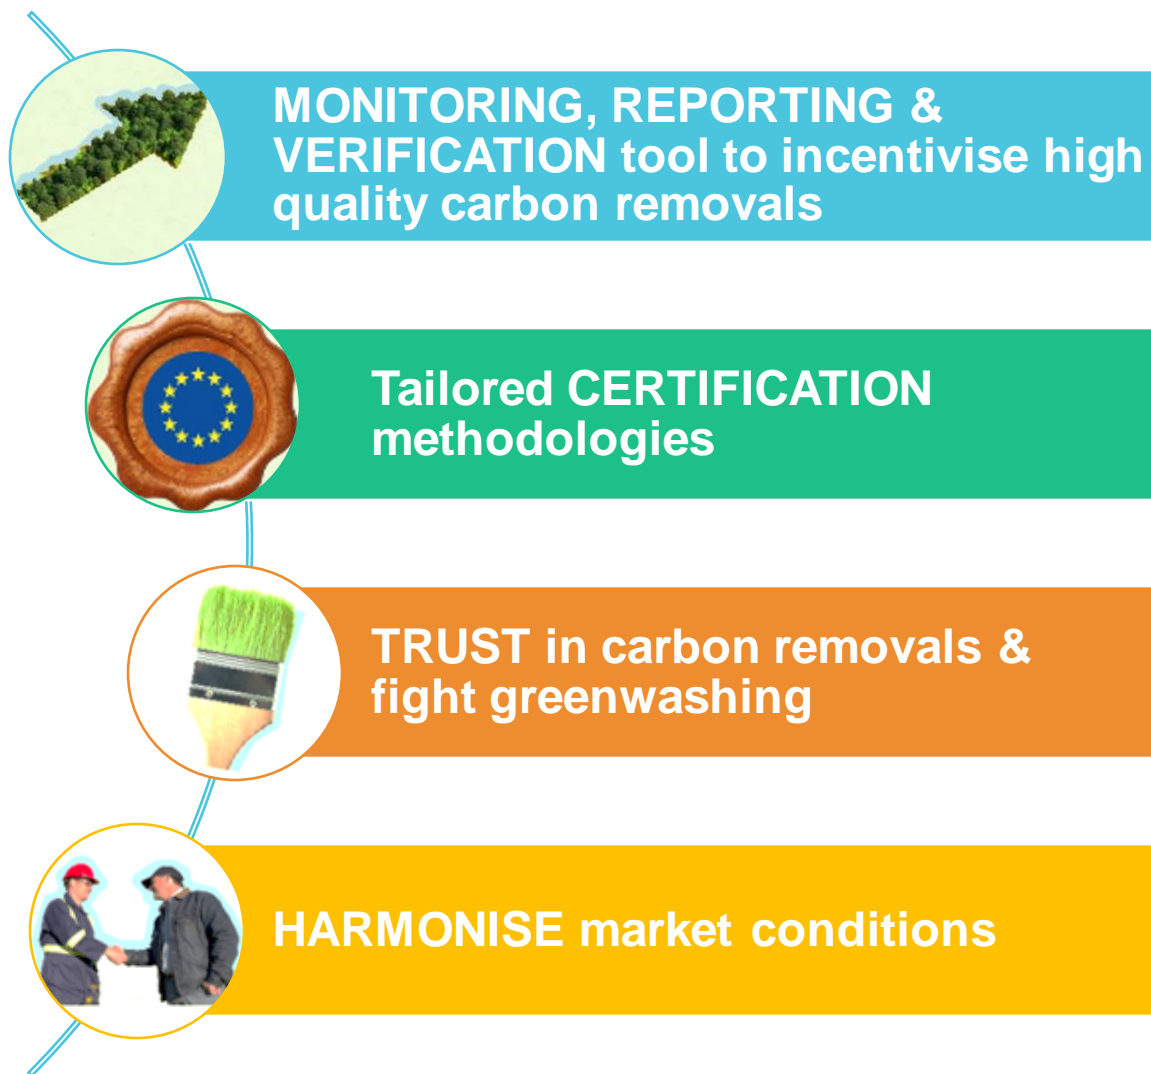 MONITORING, REPORTING &
VERIFICATION tool to incentivise high
quality carbon removals
Tailored CERTIFICATION
methodologies
TRUST in carbon removals &
fight greenwashing
HARMONISE market conditions